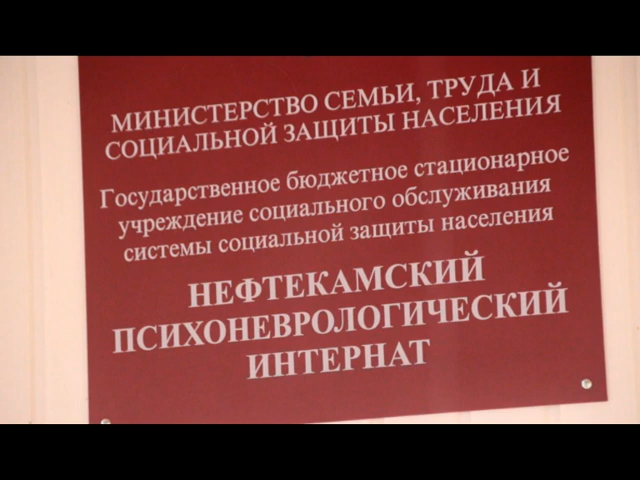 МИНИСТЕРСТВО СЕМЬИ, ТРУДА И
СОЦИАЛЬНОЙ ЗАЩИТЫ НАСЕЛЕНИЯ
Государственное бюджетное стационарное
учреждение социального обслуживания
системы социальной защиты населения
НЕФТЕКАМСКИЙ
ПСИХОНЕВРОЛОГИЧЕСКИЙ
ИНТЕРНАТ